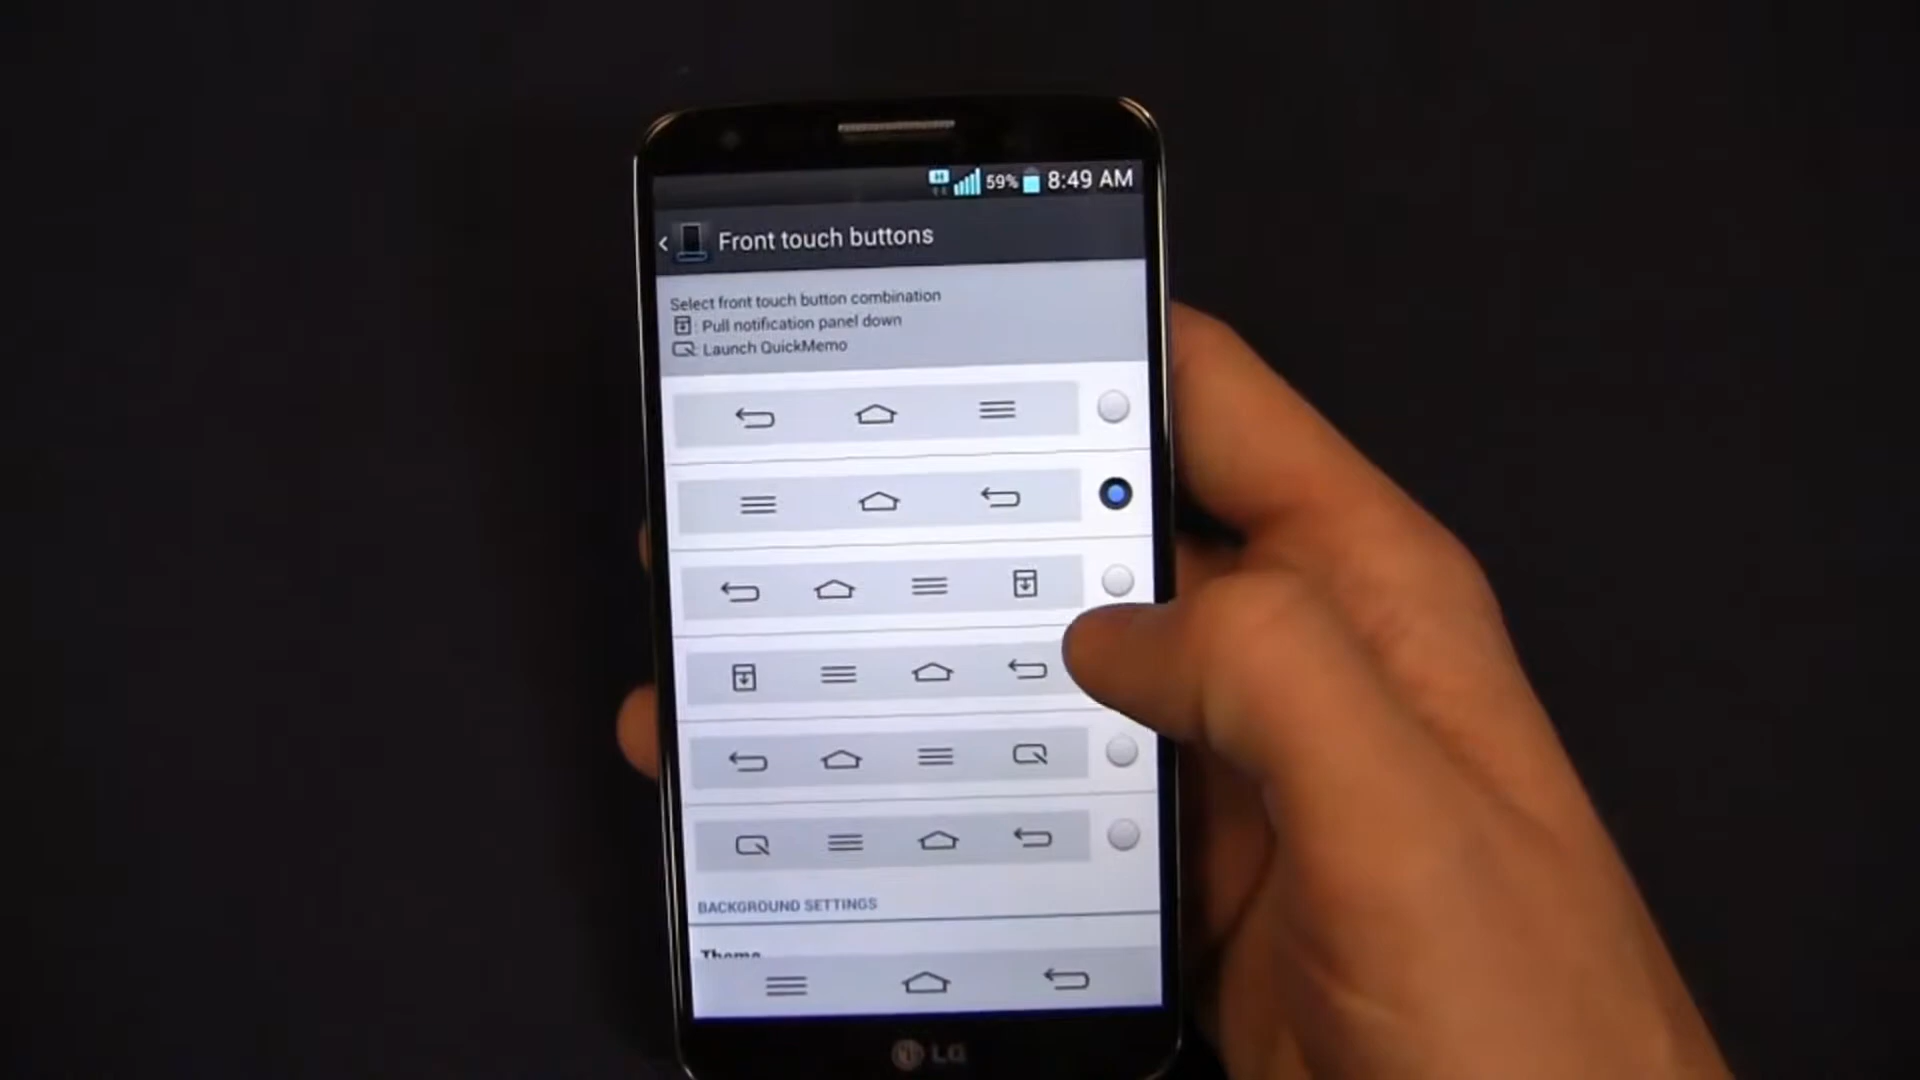 59% 8:49 AM
Front touch buttons
Select front touch button combination
: Pull notification panel down
: Launch QuickMemo
BACKGROUND SETTINGS
Theme
LG